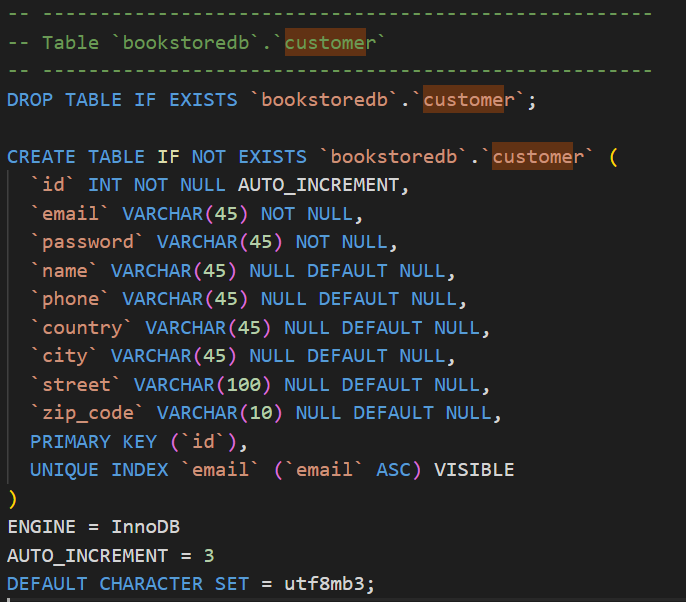 -- -----------------------------------------------------
-- Table `bookstoredb`.`customer`
-- -----------------------------------------------------
DROP TABLE IF EXISTS `bookstoredb`.`customer`;

CREATE TABLE IF NOT EXISTS `bookstoredb`.`customer` (
  `id` INT NOT NULL AUTO_INCREMENT,
  `email` VARCHAR(45) NOT NULL,
  `password` VARCHAR(45) NOT NULL,
  `name` VARCHAR(45) NULL DEFAULT NULL,
  `phone` VARCHAR(45) NULL DEFAULT NULL,
  `country` VARCHAR(45) NULL DEFAULT NULL,
  `city` VARCHAR(45) NULL DEFAULT NULL,
  `street` VARCHAR(100) NULL DEFAULT NULL,
  `zip_code` VARCHAR(10) NULL DEFAULT NULL,
  PRIMARY KEY (`id`),
  UNIQUE INDEX `email` (`email` ASC) VISIBLE
)
ENGINE = InnoDB
AUTO_INCREMENT = 3
DEFAULT CHARACTER SET = utf8mb3;